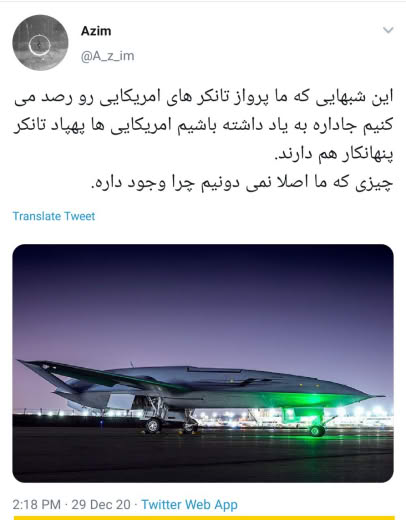 Azim
@A_z_im
این شبهایی که ما پرواز تانکر های امریکایی رو رصد می
کنیم جاداره به یاد داشته باشیم امریکایی ها پهپاد تانکر
پنهانکار هم دارند.
چیزی که ما اصلا نمی دونیم چرا وجود داره.
Translate Tweet
2:18 PM · 29 Dec 20 · Twitter Web App